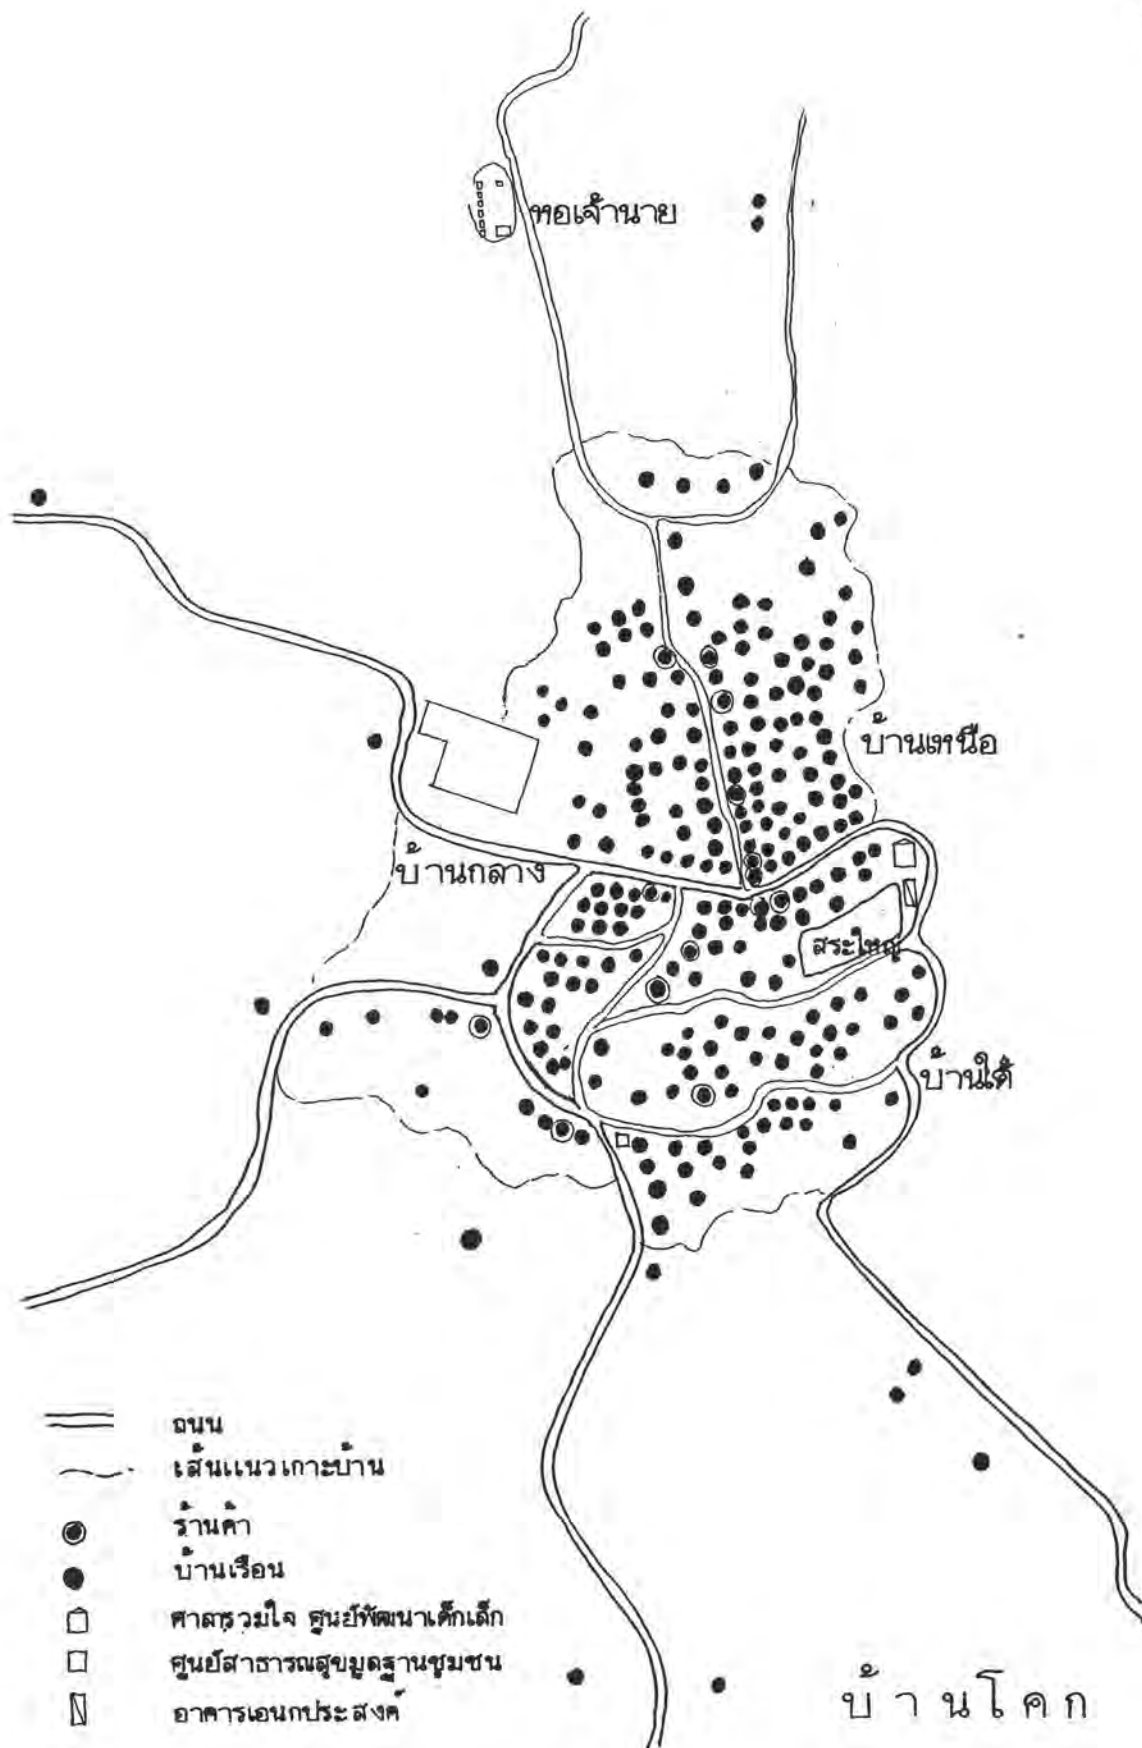 หอเจ้านาย
บ้านเหนือ
บ้านกลาง
สระใหญ่
บ้านใต้
ถนน
เส้นแนวเกาะบ้าน
ร้านค้า
บ้านเรือน
ศาลารวมใจ ศูนย์พัฒนาเด็กเล็ก
ศูนย์สาธารณสุขมูลฐานชุมชน
อาคารเอนกประสงค์
บ้านโคก